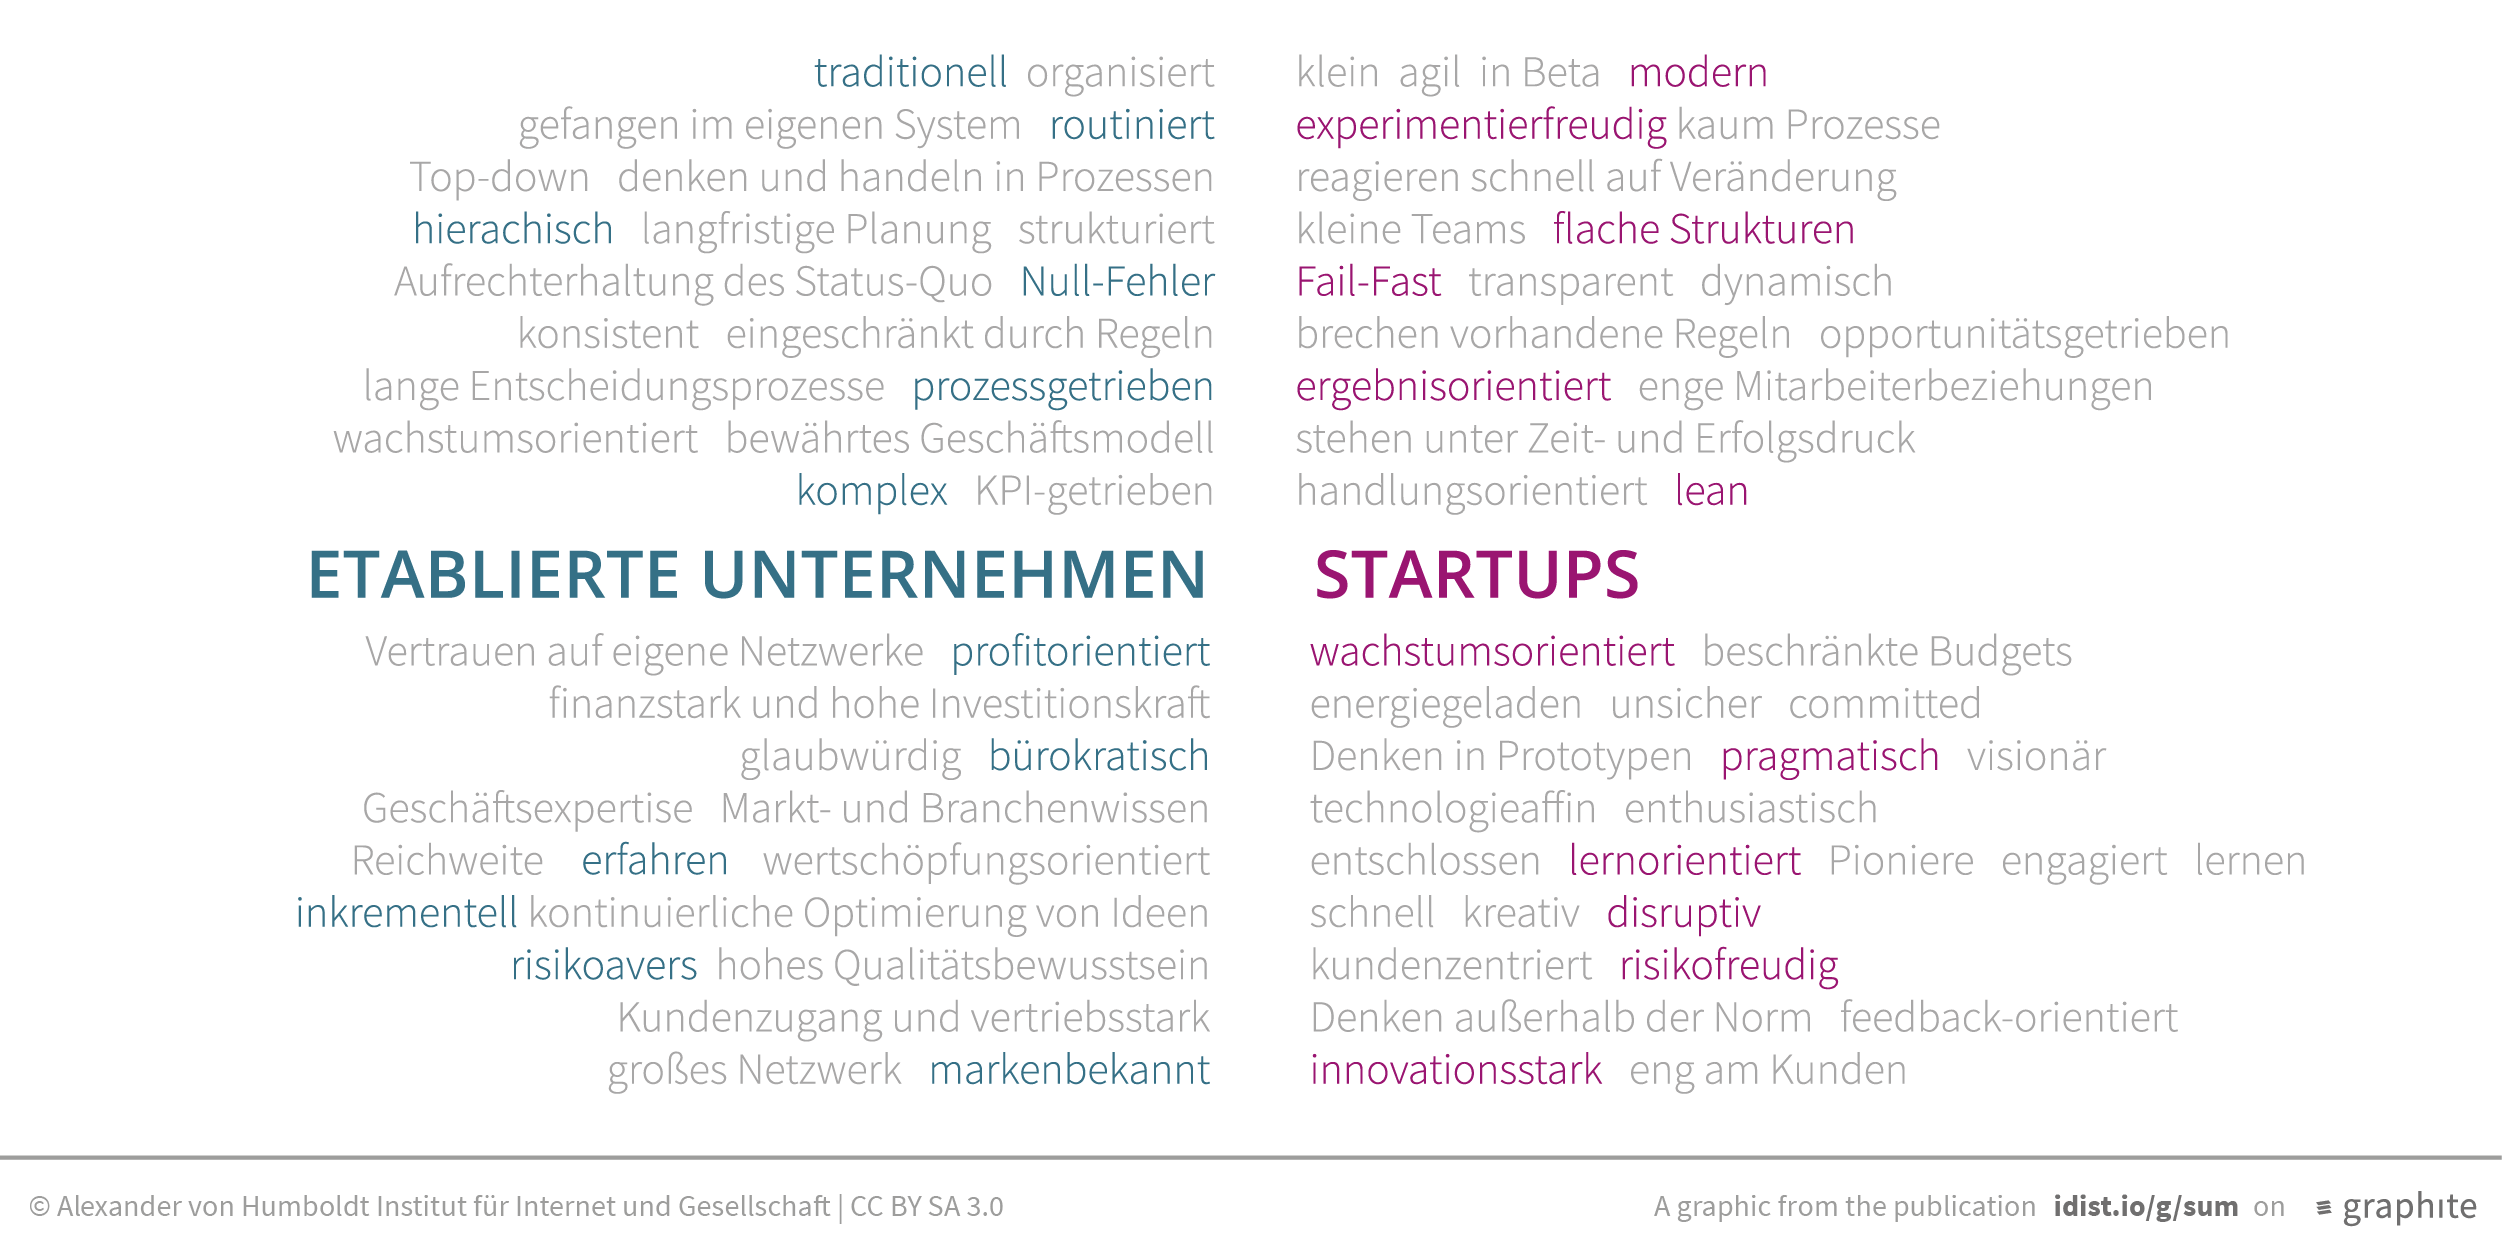 traditionell organisiert
gefangen im eigenen System routiniert
Top-down denken und handeln in Prozessen
hierachisch langfristige Planung strukturiert
Aufrechterhaltung des Status-Quo Null-Fehler
konsistent eingeschränkt durch Regeln
lange Entscheidungsprozesse prozessgetrieben
wachstumsorientiert bewährtes Geschäftsmodell
komplex KPI-getrieben
ETABLIERTE UNTERNEHMEN
Vertrauen auf eigene Netzwerke profitorientiert
finanzstark und hohe Investitionskraft
glaubwürdig bürokratisch
Geschäftsexpertise Markt- und Branchenwissen
Reichweite erfahren wertschöpfungsorientiert
inkrementell kontinuierliche Optimierung von Ideen
risikoavers hohes Qualitätsbewusstsein
Kundenzugang und vertriebsstark
großes Netzwerk markenbekannt
klein agil in Beta modern
experimentierfreudig kaum Prozesse
reagieren schnell auf Veränderung
kleine Teams flache Strukturen
Fail-Fast transparent dynamisch
brechen vorhandene Regeln opportunitätsgetrieben
ergebnisorientiert enge Mitarbeiterbeziehungen
stehen unter Zeit- und Erfolgsdruck
handlungsorientiert lean
STARTUPS
wachstumsorientiert beschränkte Budgets
energiegeladen unsicher committed
Denken in Prototypen pragmatisch visionär
technologieaffin enthusiastisch
entschlossen lernorientiert Pioniere engagiert lernen
schnell kreativ disruptiv
kundenzentriert risikofreudig
Denken außerhalb der Norm feedback-orientiert
innovationsstark eng am Kunden
© Alexander von Humboldt Institut für Internet und Gesellschaft | CC BY SA 3.0
A graphic from the publication idist.io/g/sum on graphite